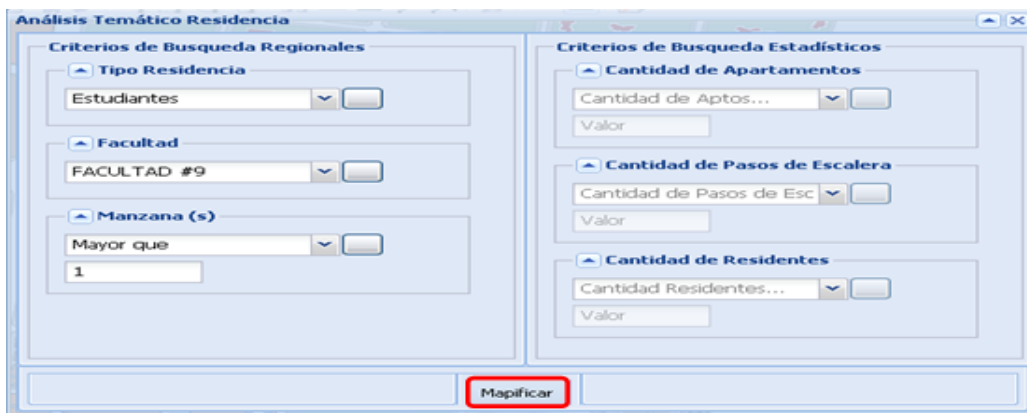 Análisis Temático Residencia
Criterios de Busqueda Regionales
Tipo Residencia
Estudiantes
Facultad
FACULTAD #9
Manzana (s)
Mayor que
1
Criterios de Busqueda Estadísticos
Cantidad de Apartamentos
Cantidad de Aptos...
Valor
Cantidad de Pasos de Escalera
Cantidad de Pasos de Esc
Valor
Cantidad de Residentes
Cantidad Residentes...
Valor
Mapificar